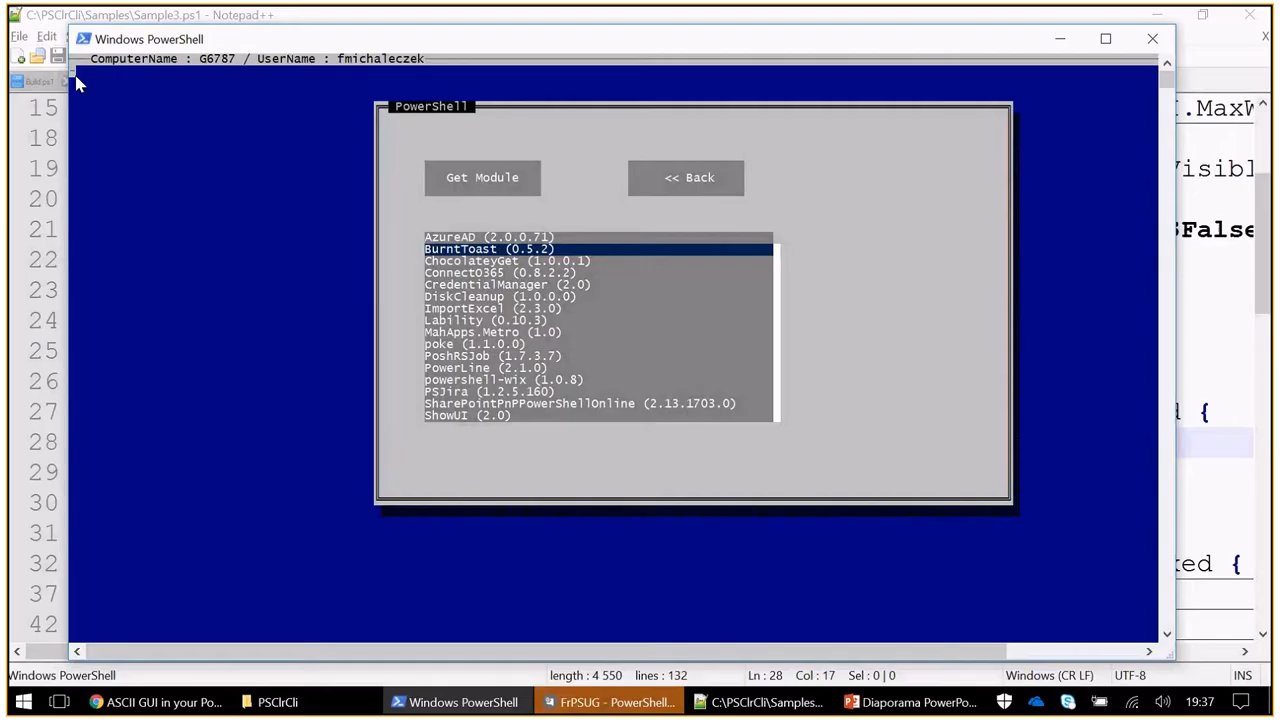 C:\PSClrCli\Samples\Sample3.ps1 - Notepad++
File Edit
Windows PowerShell
ComputerName : G6787 / UserName : fmichaleczek
Build.ps1
PowerShell
Get Module
<< Back
AzureAD (2.0.0.71)
BurntToast (0.5.2)
ChocolateyGet (1.0.0.1)
ConnectO365 (0.8.2.2)
CredentialManager (2.0)
DiskCleanup (1.0.0.0)
ImportExcel (2.3.0)
Lability (0.10.3)
MahApps.Metro (1.0)
poke (1.1.0.0)
PoshRSJob (1.7.3.7)
PowerLine (2.1.0)
powershell-wix (1.0.8)
PSJira (1.2.5.160)
SharePointPnPPowerShellOnline (2.13.1703.0)
ShowUI (2.0)
15
18
19
20
21
22
23
24
25
26
27
28
29
30
31
32
37
42
.MaxW
Visibl
$False
d {
ked {
Windows PowerShell
length : 4 550 lines : 132
Ln : 28 Col : 17 Sel : 0 | 0
Windows (CR LF)
UTF-8
INS
ASCII GUI in your Po...
PSClrCli
Windows PowerShell
FrPSUG - PowerShell...
C:\PSClrCli\Samples...
Diaporama PowerPo...
19:37